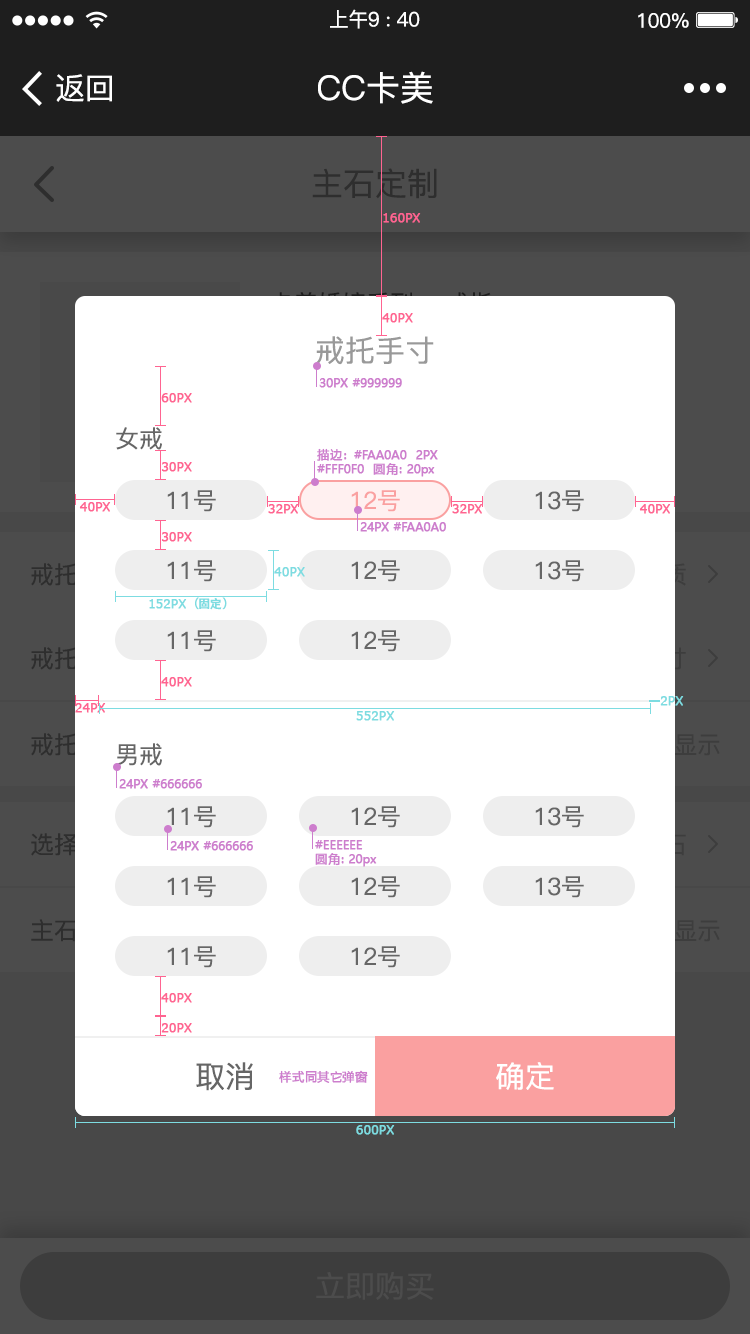 上午9 : 40
100%
返回
CC卡美
主石定制
160PX
40PX
戒托手寸
30PX #999999
60PX
女戒
描边: #FAA0A0 2PX
#FFF0F0 圆角: 20px
30PX
40PX
11号
32PX
12号
32PX
13号
40PX
24PX #FAA0A0
30PX
戒托
11号
40PX
12号
13号
152PX（固定）
11号
12号
戒托
寸
40PX
24PX
2PX
552PX
戒托
显示
男戒
24PX #666666
11号
12号
13号
24PX #666666
#EEEEEE
圆角: 20px
选择
石
11号
12号
13号
主石
显示
11号
12号
40PX
20PX
取消
样式同其它弹窗
确定
600PX
立即购买